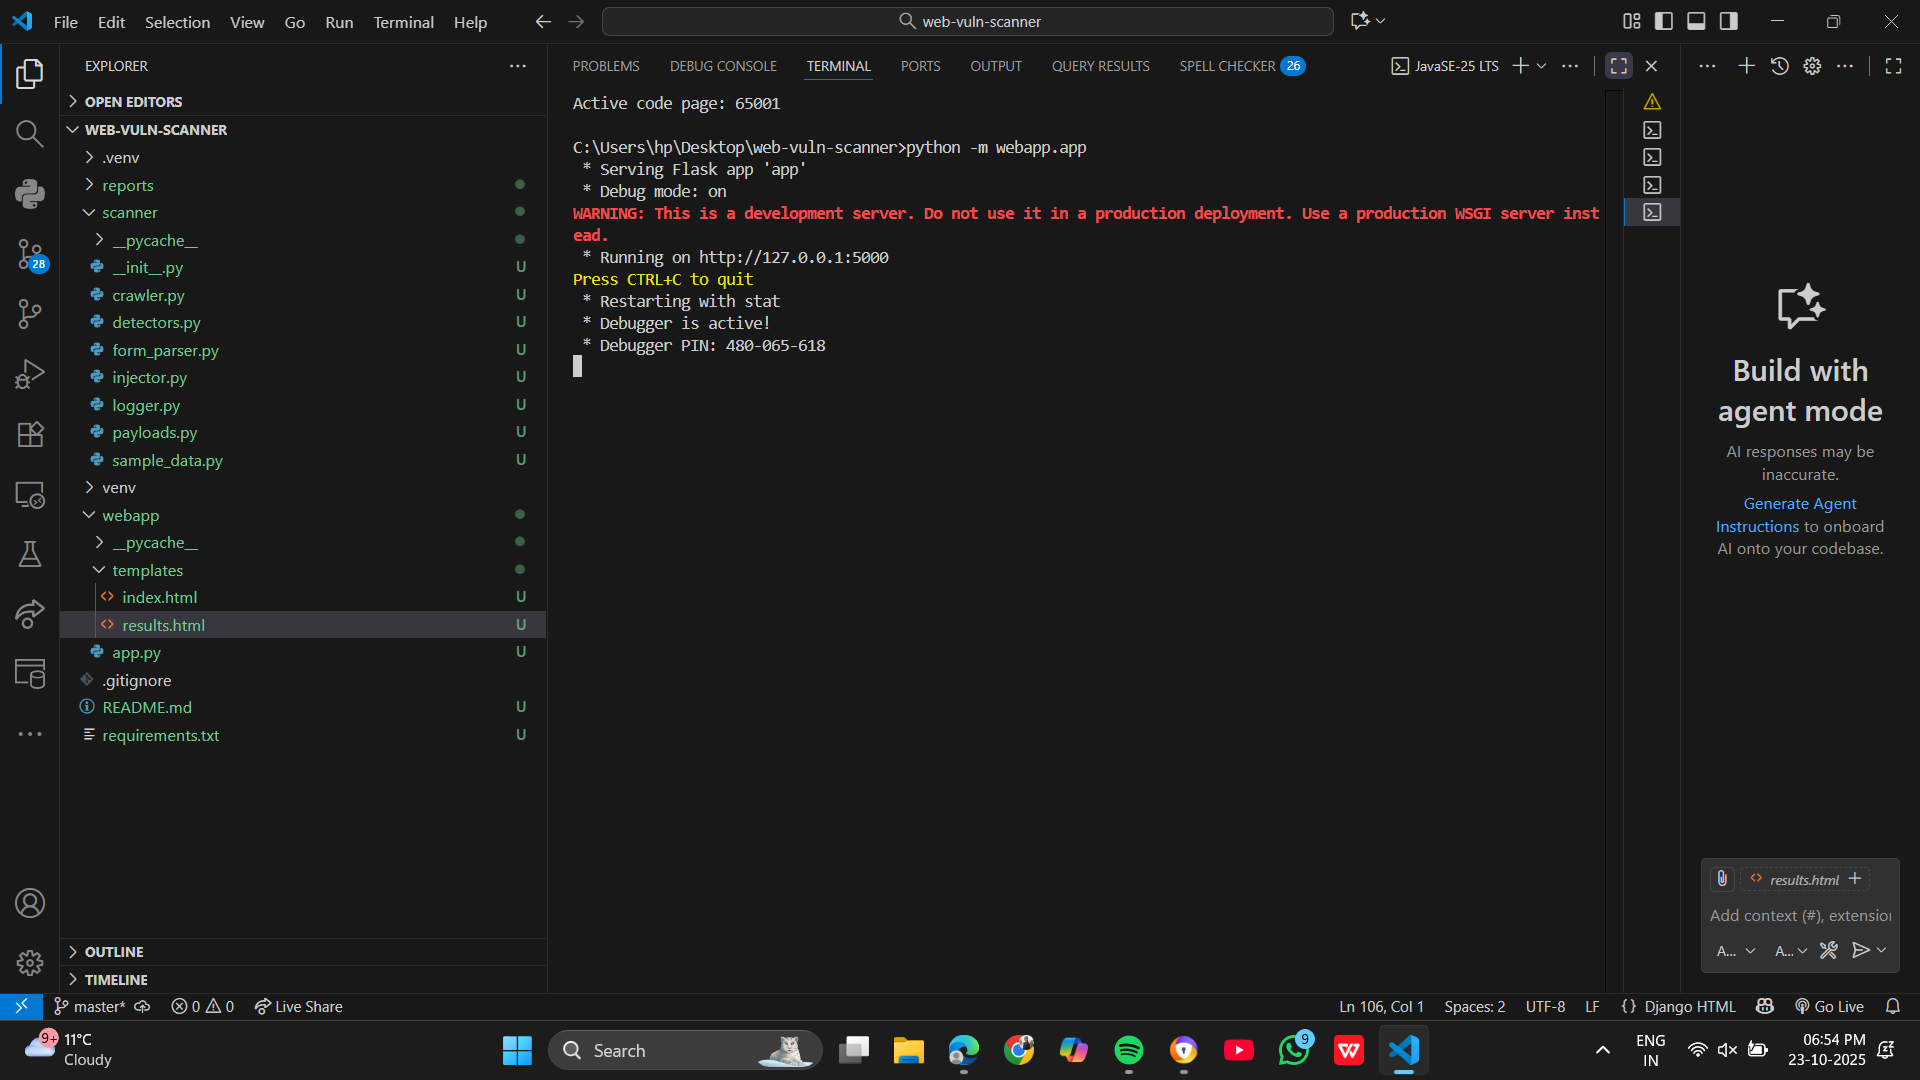 File Edit Selection View Go Run Terminal Help
web-vuln-scanner
EXPLORER
OPEN EDITORS
WEB-VULN-SCANNER
.venv
reports
scanner
__pycache__
__init__.py U
crawler.py U
detectors.py U
form_parser.py U
injector.py U
logger.py U
payloads.py U
sample_data.py U
venv
webapp
__pycache__
templates
index.html U
results.html U
app.py U
.gitignore
README.md U
requirements.txt U
OUTLINE
TIMELINE
28
PROBLEMS DEBUG CONSOLE TERMINAL PORTS OUTPUT QUERY RESULTS SPELL CHECKER 26
JavaSE-25 LTS
Active code page: 65001
C:\Users\hp\Desktop\web-vuln-scanner>python -m webapp.app
* Serving Flask app 'app'
* Debug mode: on
WARNING: This is a development server. Do not use it in a production deployment. Use a production WSGI server inst
ead.
* Running on http://127.0.0.1:5000
Press CTRL+C to quit
* Restarting with stat
* Debugger is active!
* Debugger PIN: 480-065-618
Build with
agent mode
AI responses may be
inaccurate.
Generate Agent
Instructions to onboard
AI onto your codebase.
results.html
Add context (#), extension
A... A...
master* 0 0 Live Share
Ln 106, Col 1 Spaces: 2 UTF-8 LF {} Django HTML Go Live
9+
11°C
Cloudy
Search
9
ENG
IN
06:54 PM
23-10-2025